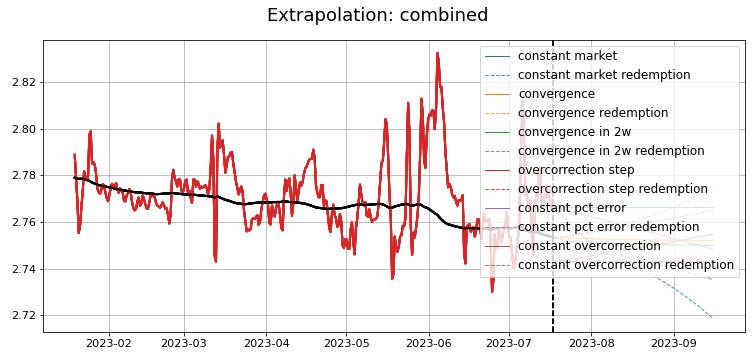 Extrapolation: combined
2.82
2.80
2.78
2.76
2.74
2.72
constant market
constant market redemption
convergence
convergence redemption
convergence in 2w
convergence in 2w redemption
overcorrection step
overcorrection step redemption
constant pct error
constant pct error redemption
constant overcorrection
constant overcorrection redemption
2023-02
2023-03
2023-04
2023-05
2023-06
2023-07
2023-08
2023-09